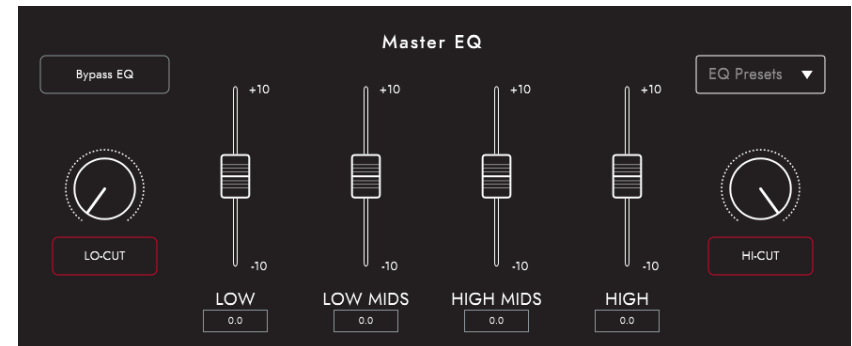 Master EQ
Bypass EQ
EQ Presets
+10
+10
+10
+10
LO-CUT
HI-CUT
-10
-10
-10
-10
LOW
LOW MIDS
HIGH MIDS
HIGH
0.0
0.0
0.0
0.0